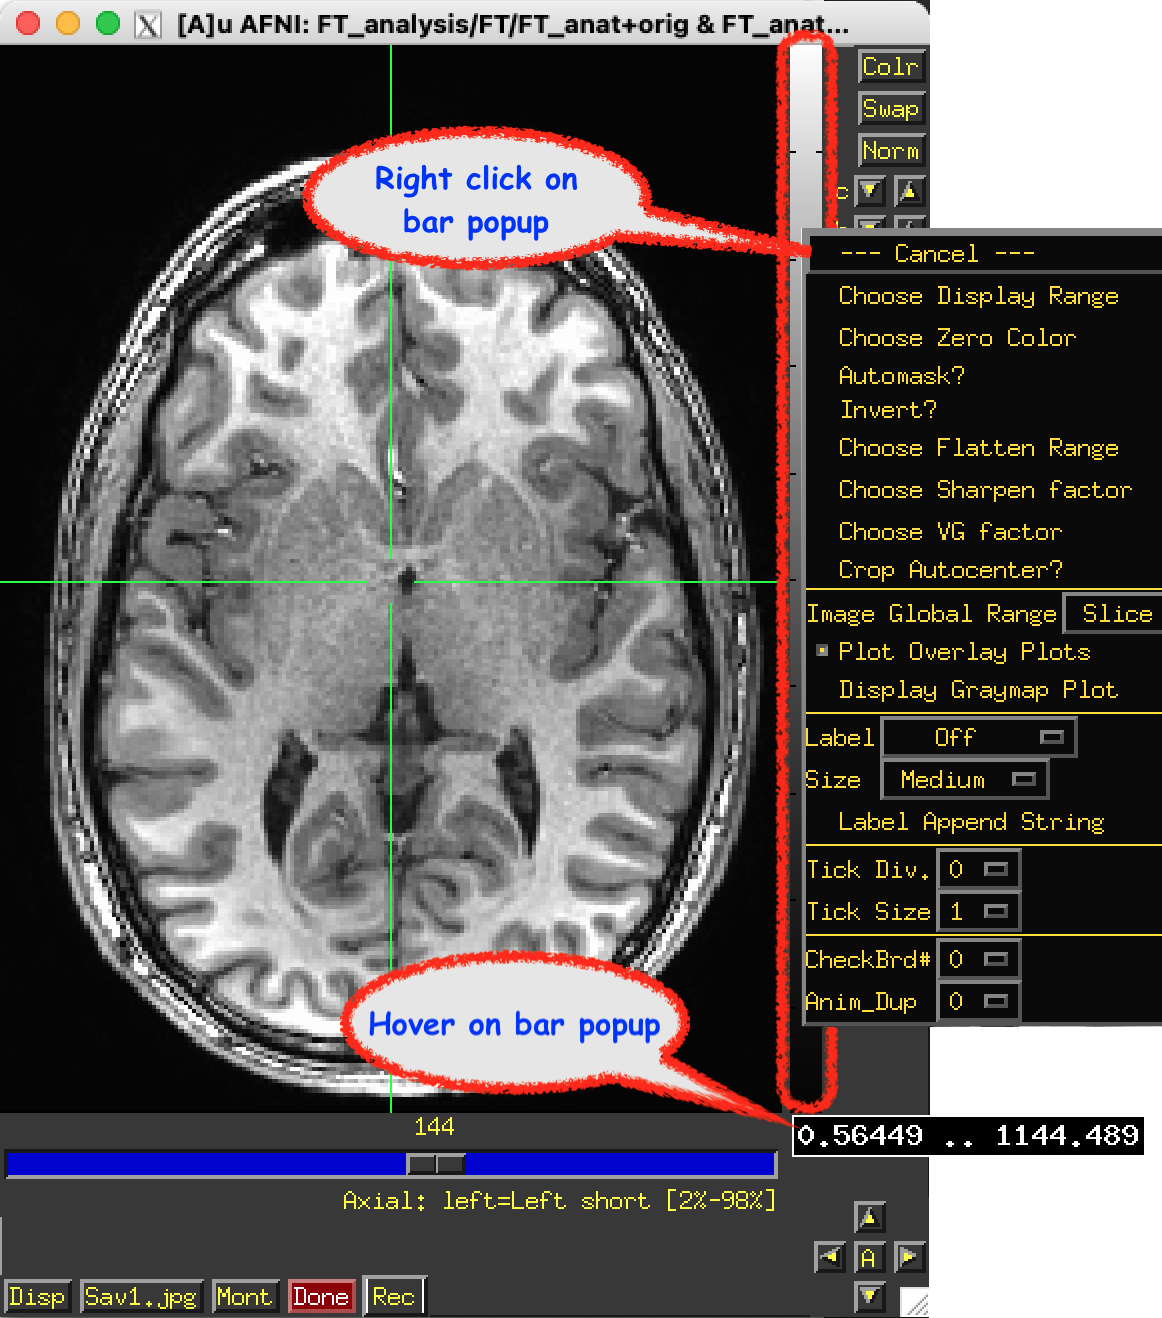 [A]u AFNI: FT_analysis/FT/FT_anat+orig & FT_anat...
Colr
Swap
Norm
c
Right click on
bar popup
--- Cancel ---
Choose Display Range
Choose Zero Color
Automask?
Invert?
Choose Flatten Range
Choose Sharpen factor
Choose VG factor
Crop Autocenter?
Image Global Range Slice
Plot Overlay Plots
Display Graymap Plot
Label Off
Size Medium
Label Append String
Tick Div. 0
Tick Size 1
CheckBrd# 0
Anim_Dup 0
Hover on bar popup
144
0.56449 .. 1144.489
Axial: left=Left short [2%-98%]
A
Disp Sav1.jpg Mont Done Rec